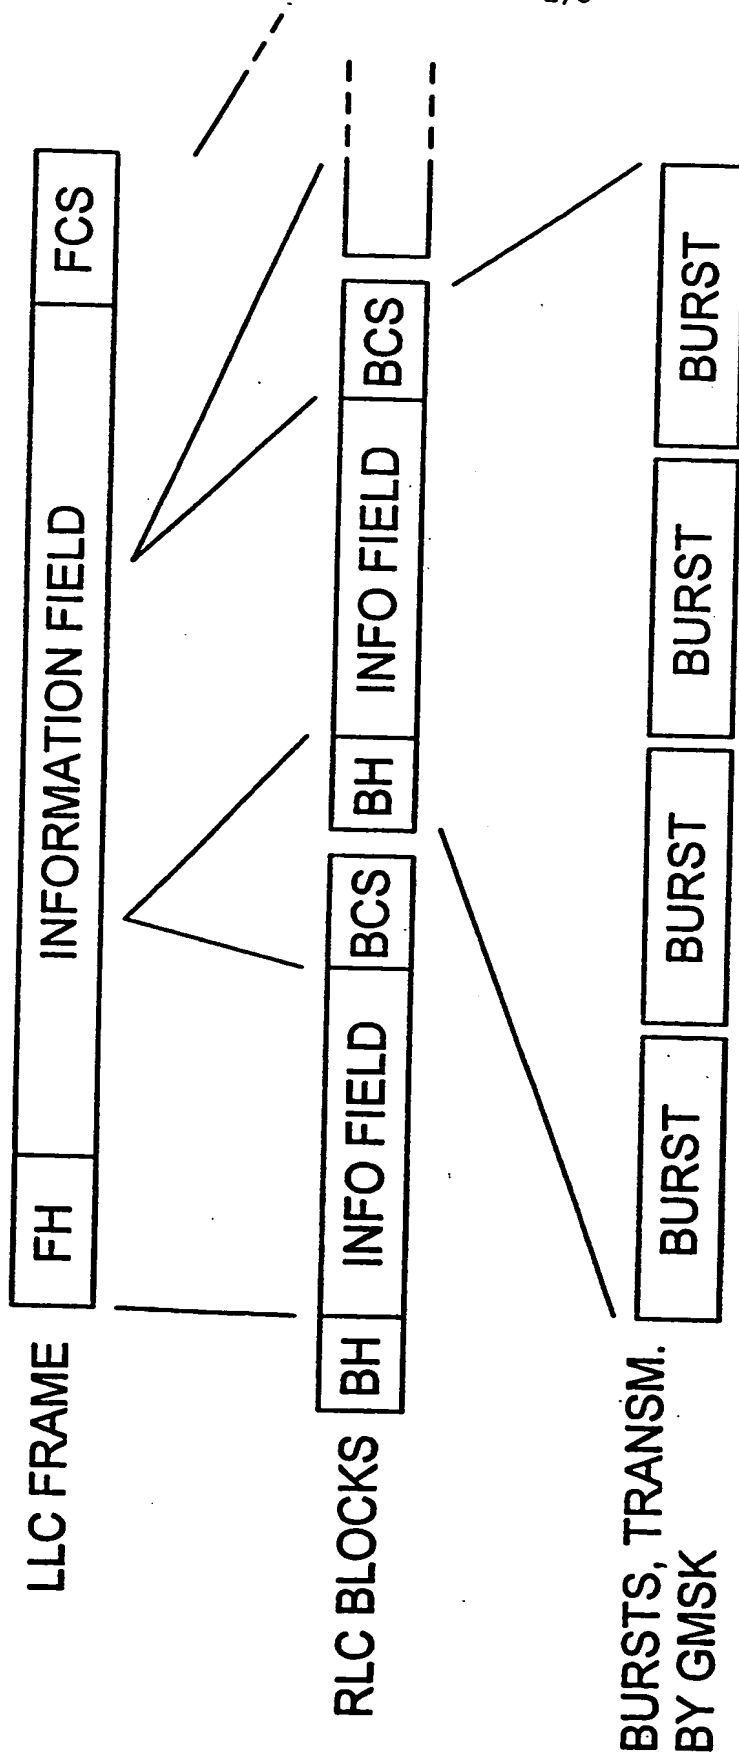 LLC FRAME
FH INFORMATION FIELD FCS
RLC BLOCKS
BH INFO FIELD BCS BH INFO FIELD BCS
BURSTS, TRANSM.
BY GMSK
BURST BURST BURST BURST